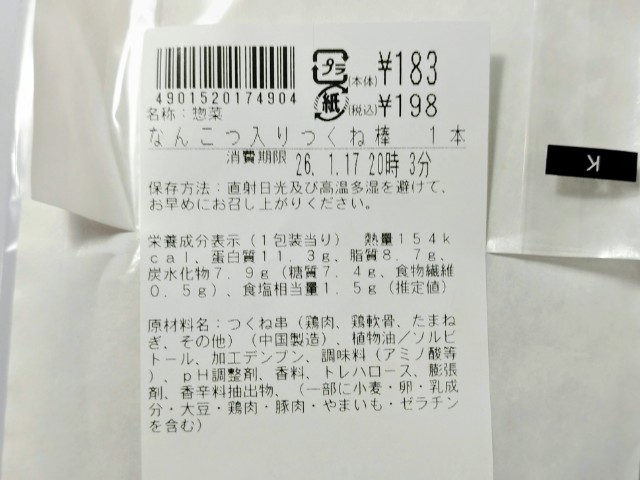 プラ
(本体) ¥183
紙
(税込) ¥198
4901520174904
名称:惣菜
なんこつ入りつくね棒 1本
消費期限 26. 1.17 20時 3分
保存方法:直射日光及び高温多湿を避けて、
お早めにお召し上がりください。
栄養成分表示(1包装当り) 熱量154k
cal、蛋白質11.3g、脂質8.7g、
炭水化物7.9g(糖質7.4g、食物繊維
0.5g)、食塩相当量1.5g(推定値)
原材料名:つくね串(鶏肉、鶏軟骨、たまね
ぎ、その他)(中国製造)、植物油/ソルビ
トール、加工デンプン、調味料(アミノ酸等
)、pH調整剤、香料、トレハロース、膨張
剤、香辛料抽出物、(一部に小麦・卵・乳成
分・大豆・鶏肉・豚肉・やまいも・ゼラチン
を含む)
K